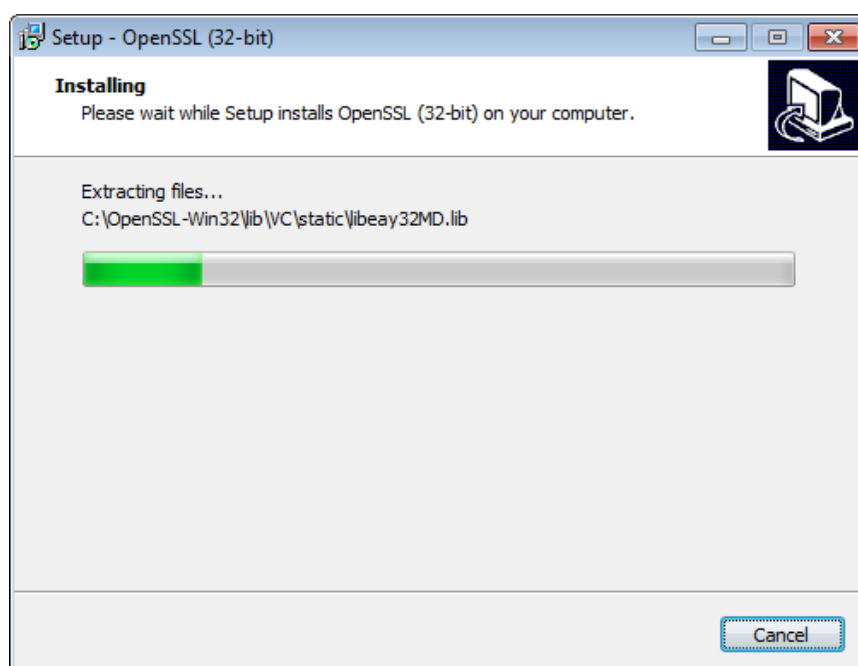 Setup - OpenSSL (32-bit)
Installing
Please wait while Setup installs OpenSSL (32-bit) on your computer.
Extracting files...
C:\OpenSSL-Win32\lib\VC\static\libeay32MD.lib
Cancel